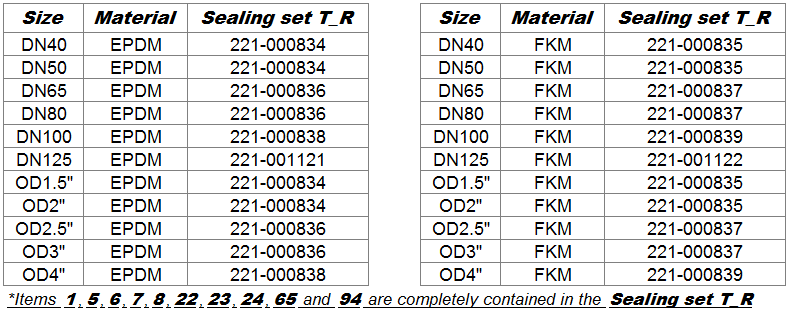 Size Material Sealing set T_R Size Material Sealing set T_R
DN40 EPDM 221-000834 DN40 FKM 221-000835
DN50 EPDM 221-000834 DN50 FKM 221-000835
DN65 EPDM 221-000836 DN65 FKM 221-000837
DN80 EPDM 221-000836 DN80 FKM 221-000837
DN100 EPDM 221-000838 DN100 FKM 221-000839
DN125 EPDM 221-001121 DN125 FKM 221-001122
OD1.5" EPDM 221-000834 OD1.5" FKM 221-000835
OD2" EPDM 221-000834 OD2" FKM 221-000835
OD2.5" EPDM 221-000836 OD2.5" FKM 221-000837
OD3" EPDM 221-000836 OD3" FKM 221-000837
OD4" EPDM 221-000838 OD4" FKM 221-000839
*Items 1, 5, 6, 7, 8, 22, 23, 24, 65 and 94 are completely contained in the Sealing set T_R